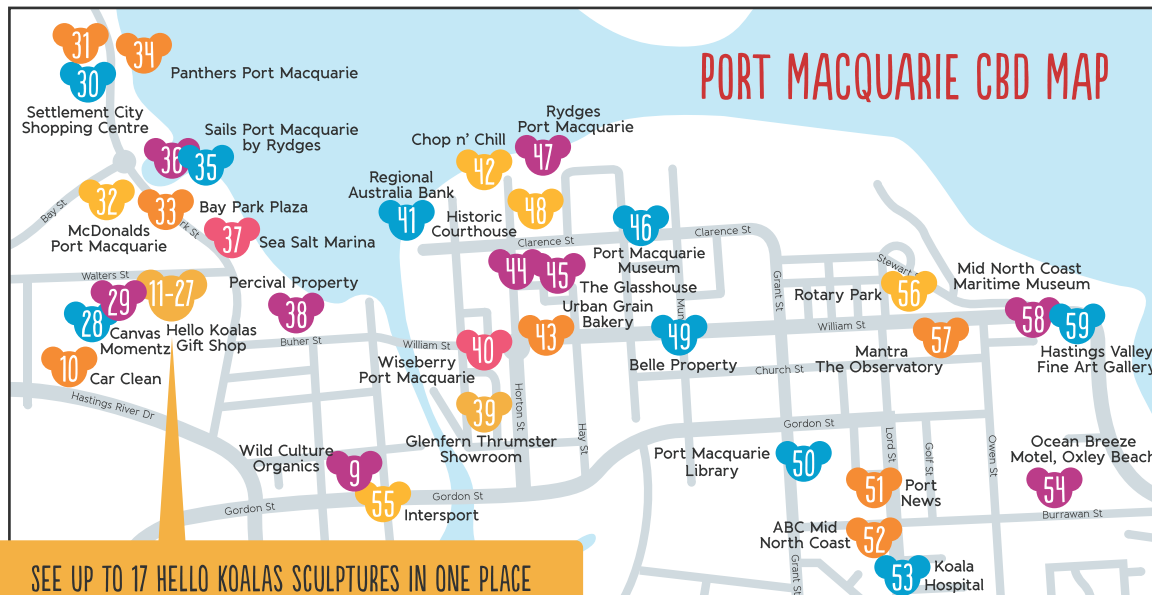 PORT MACQUARIE CBD MAP
31
34
30
Panthers Port Macquarie
Settlement City
Shopping Centre
36
35
Sails Port Macquarie
by Rydges
32
McDonalds
Port Macquarie
Bay St
33
Bay Park Plaza
rk St
37
Sea Salt Marina
Walters St
29
11-27
28
Canvas
Momentz
Hello Koalas
Gift Shop
Percival Property
38
Buher St
10
Car Clean
Hastings River Dr
Regional
Australia Bank
41
Chop n' Chill
42
Rydges
Port Macquarie
47
Historic
Courthouse
48
Clarence St
Clarence St
46
Port Macquarie
Museum
44
45
The Glasshouse
Urban Grain
Bakery
43
Mun
49
Belle Property
William St
40
Wiseberry
Port Macquarie
39
Glenfern Thrumster
Showroom
Horton St
Hay St
Grant St
Stewart
56
Rotary Park
William St
57
Mantra
The Observatory
Mid North Coast
Maritime Museum
58
59
Hastings Valley
Fine Art Gallery
Church St
Gordon St
Wild Culture
Organics
9
55
Intersport
Gordon St
Gordon St
Port Macquarie
Library
50
Lord St
Golf St
Owen St
51
Port
News
Ocean Breeze
Motel, Oxley Beach
54
Burrawan St
ABC Mid
North Coast
52
53
Koala
Hospital
Grant St
SEE UP TO 17 HELLO KOALAS SCULPTURES IN ONE PLACE